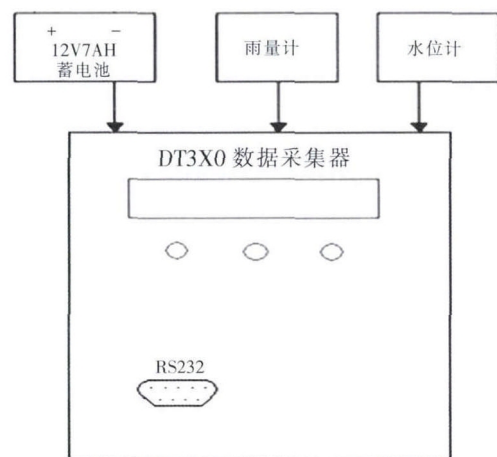 + −
12V7AH
蓄电池
雨量计
水位计
DT3X0 数据采集器
RS232